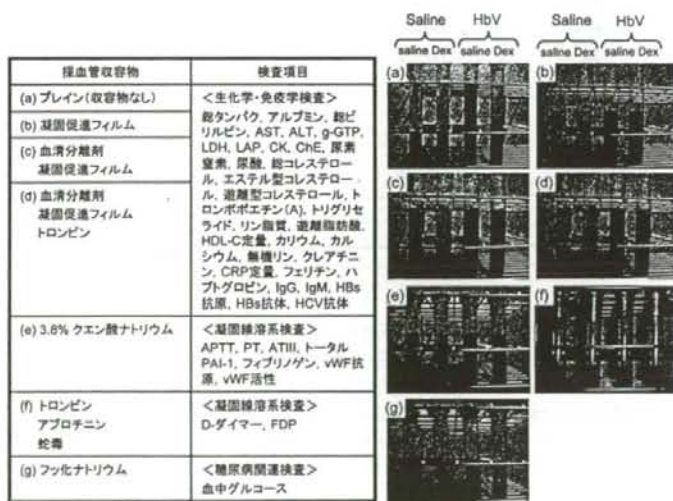 採血管収容物
検査項目
(a) プレイン(収容物なし)
(b) 凝固促進フィルム
(c) 血清分離剤
凝固促進フィルム
(d) 血清分離剤
凝固促進フィルム
トロンビン
<生化学・免疫学検査>
総タンパク, アルブミン, 総ビ
リルビン, AST, ALT, g-GTP,
LDH, LAP, CK, ChE, 尿素
窒素, 尿酸, 総コレステロー
ル, エステル型コレステロー
ル, 遊離型コレステロール, ト
ロンボポエチン(A), トリグリセ
ライド, リン脂質, 遊離脂肪酸,
HDL-C定量, カリウム, カル
シウム, 無機リン, クレアチニ
ン, CRP定量, フェリチン, ハ
プトグロビン, IgG, IgM, HBs
抗原, HBs抗体, HCV抗体
(e) 3.8% クエン酸ナトリウム
<凝固線溶系検査>
APTT, PT, ATIII, トータル
PAI-1, フィブリノゲン, vWF抗
原, vWF活性
(f) トロンビン
アプロチニン
蛇毒
<凝固線溶系検査>
D-ダイマー, FDP
(g) フッ化ナトリウム
<糖尿病関連検査>
血中グルコース
Saline HbV Saline HbV
saline Dex saline Dex saline Dex saline Dex
(a) (b)
(c) (d)
(e) (f)
(g)